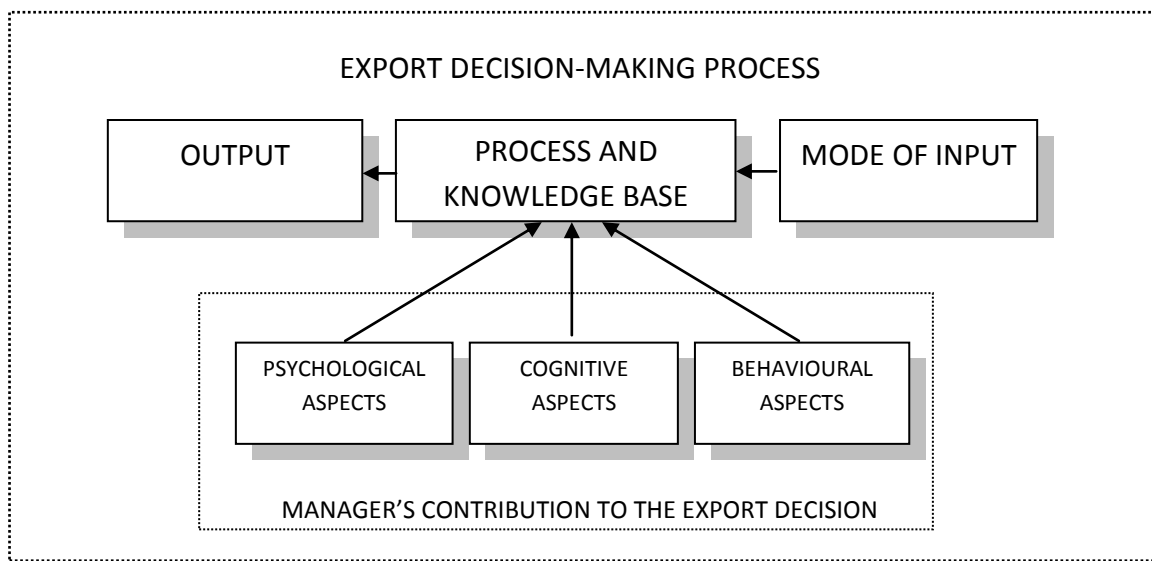 EXPORT DECISION-MAKING PROCESS
OUTPUT
PROCESS AND
KNOWLEDGE BASE
MODE OF INPUT
PSYCHOLOGICAL
ASPECTS
COGNITIVE
ASPECTS
BEHAVIOURAL
ASPECTS
MANAGER’S CONTRIBUTION TO THE EXPORT DECISION